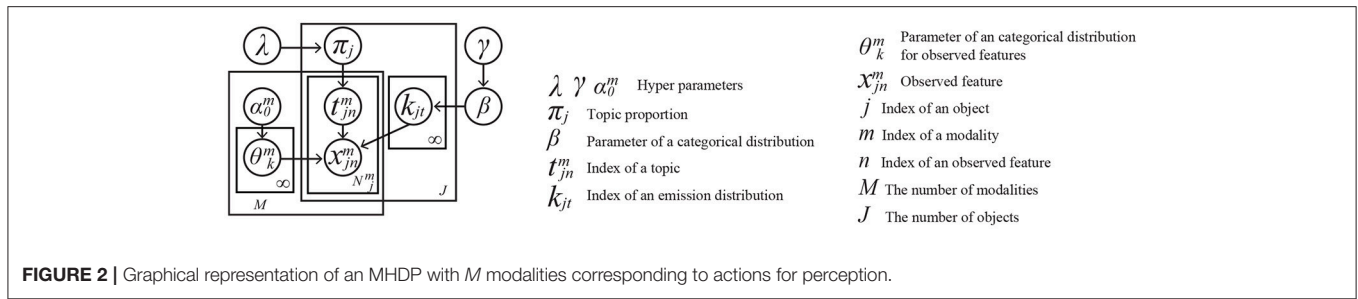 λ π_j γ
α_0^m t_jn^m k_jt β
∞
θ_k^m x_jn^m
∞ N_j^m
M J
λ γ α_0^m Hyper parameters
π_j Topic proportion
β Parameter of a categorical distribution
t_jn^m Index of a topic
k_jt Index of an emission distribution
θ_k^m Parameter of an categorical distribution
for observed features
x_jn^m Observed feature
j Index of an object
m Index of a modality
n Index of an observed feature
M The number of modalities
J The number of objects
FIGURE 2 | Graphical representation of an MHDP with M modalities corresponding to actions for perception.